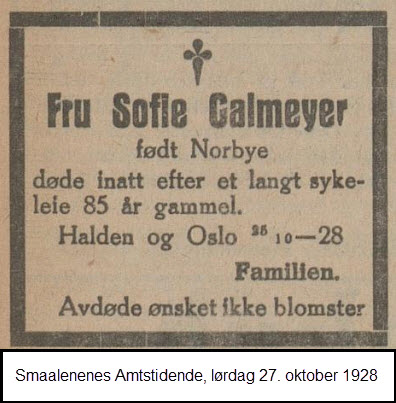 Fru Sofie Calmeyer
født Norbye
døde inatt efter et langt syke-
leie 85 år gammel.
Halden og Oslo 25 10—28
Familien.
Avdøde ønsket ikke blomster
Smaalenenes Amtstidende, lørdag 27. oktober 1928